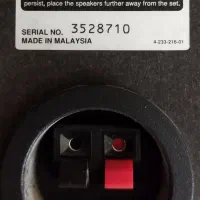 persist, place the speakers further away from the set.
SERIAL NO. 3528710
MADE IN MALAYSIA
4-233-216-01